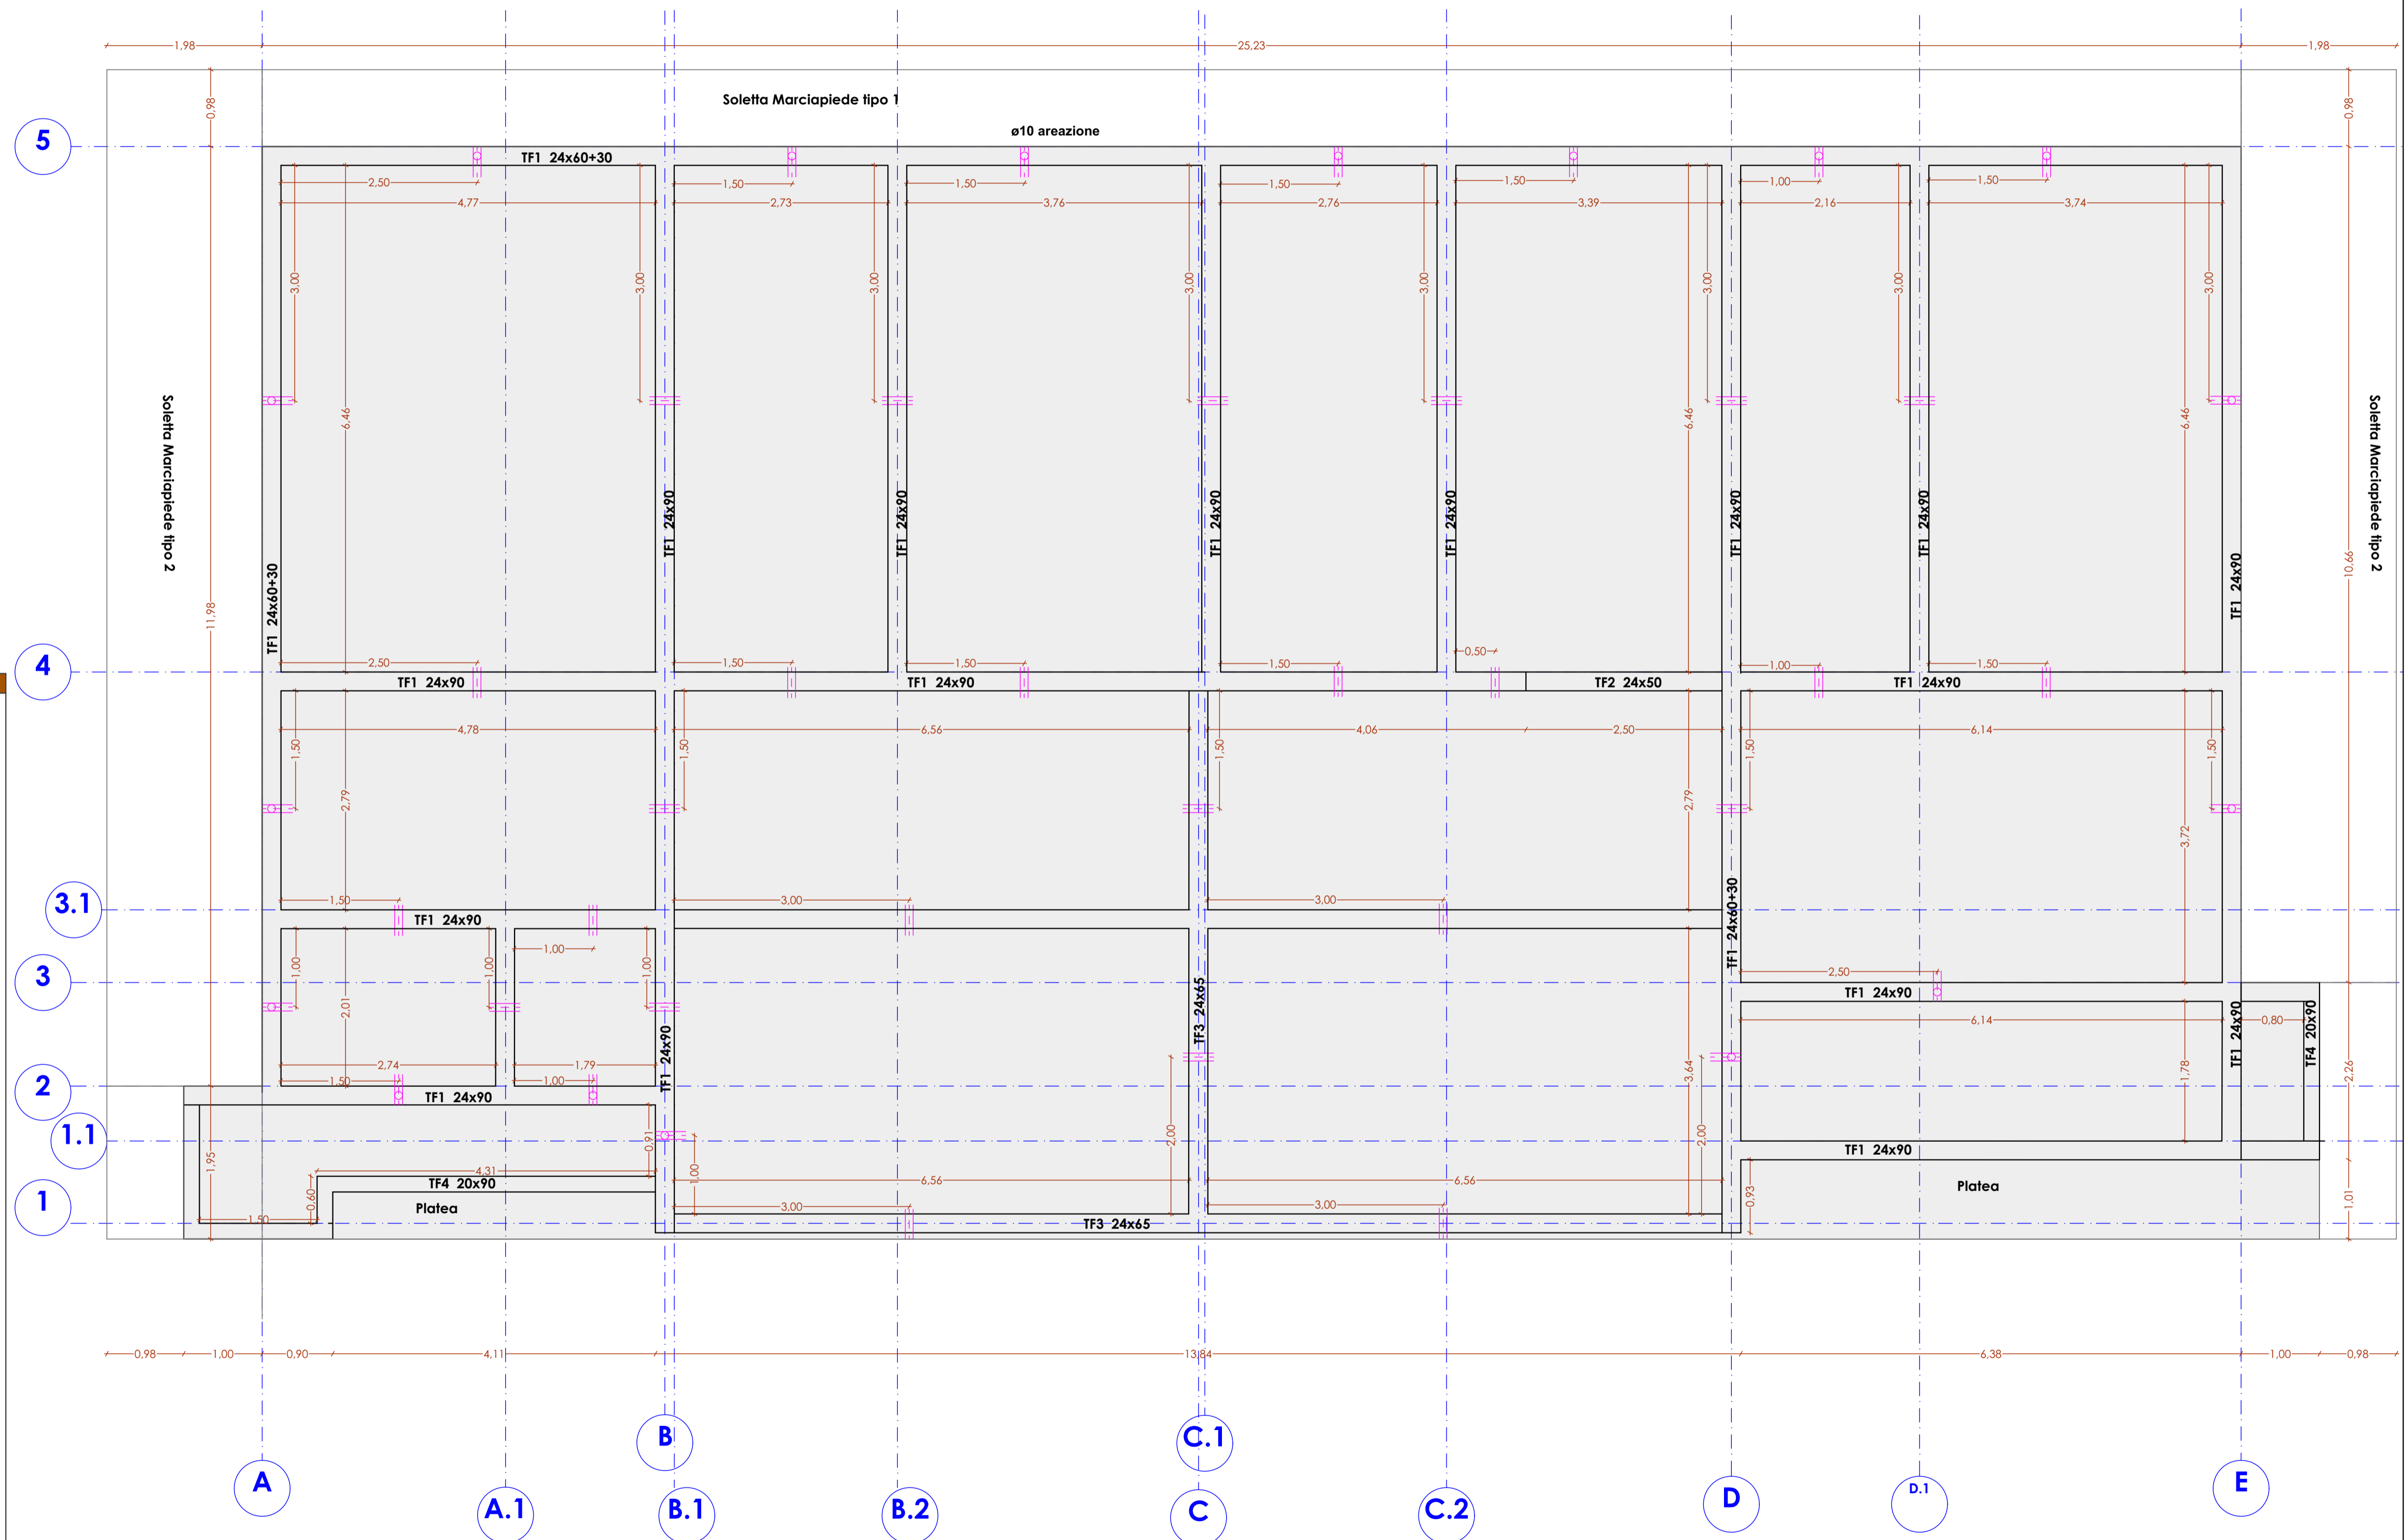 1,98
25,23
1,98
0,98
Soletta Marciapiede tipo 1
0,98
ø10 areazione
5
TF1 24x60+30
2,50
1,50
1,50
1,50
1,50
1,00
1,50
4,77
2,73
3,76
2,76
3,39
2,16
3,74
3,00
3,00
3,00
3,00
3,00
3,00
3,00
3,00
6,46
6,46
6,46
Soletta Marciapiede tipo 2
Soletta Marciapiede tipo 2
TF1 24x90
TF1 24x90
TF1 24x90
TF1 24x90
TF1 24x90
TF1 24x90
TF1 24x90
TF1 24x60+30
11,98
10,66
4
2,50
1,50
1,50
1,50
0,50
1,00
1,50
TF1 24x90
TF1 24x90
TF2 24x50
TF1 24x90
4,78
6,56
4,06
2,50
6,14
1,50
1,50
1,50
1,50
1,50
2,79
2,79
3,72
3.1
1,50
3,00
3,00
TF1 24x90
TF1 24x60+30
1,00
1,00
1,00
1,00
2,01
3
2,50
TF1 24x90
TF3 24x65
TF1 24x90
6,14
0,80
TF4 20x90
TF1 24x90
2,74
1,79
1,50
1,00
3,64
1,78
2,26
2
TF1 24x90
1.1
0,91
1,00
2,00
2,00
TF1 24x90
1,95
4,31
6,56
6,56
TF4 20x90
Platea
Platea
0,60
0,93
1,01
1
1,50
3,00
3,00
TF3 24x65
0,98
1,00
0,90
4,11
13,84
6,38
1,00
0,98
B
C.1
A
A.1
B.1
B.2
C
C.2
D
D.1
E